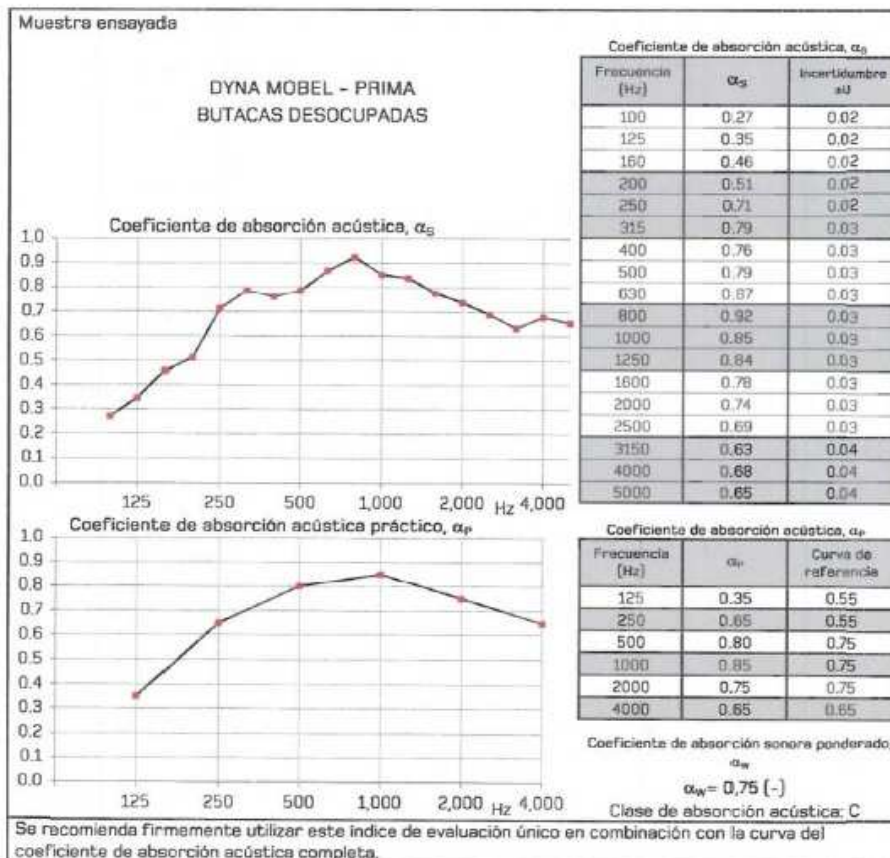 Muestra ensayada
DYNA MOBEL - PRIMA
BUTACAS DESOCUPADAS
Coeficiente de absorción acústica, αS
1.0
0.9
0.8
0.7
0.6
0.5
0.4
0.3
0.2
0.1
0.0
125 250 500 1,000 2,000 Hz 4,000
Coeficiente de absorción acústica práctico, αP
1.0
0.9
0.8
0.7
0.6
0.5
0.4
0.3
0.2
0.1
0.0
125 250 500 1,000 2,000 Hz 4,000
Coeficiente de absorción acústica, αS
Frecuencia (Hz) αS Incertidumbre ±U
100 0.27 0.02
125 0.35 0.02
160 0.46 0.02
200 0.51 0.02
250 0.71 0.02
315 0.79 0.03
400 0.76 0.03
500 0.79 0.03
630 0.87 0.03
800 0.92 0.03
1000 0.85 0.03
1250 0.84 0.03
1600 0.78 0.03
2000 0.74 0.03
2500 0.69 0.03
3150 0.63 0.04
4000 0.68 0.04
5000 0.65 0.04
Coeficiente de absorción acústica, αP
Frecuencia (Hz) αP Curva de referencia
125 0.35 0.55
250 0.65 0.55
500 0.80 0.75
1000 0.85 0.75
2000 0.75 0.75
4000 0.65 0.65
Coeficiente de absorción sonora ponderado,
αW
αW= 0,75 (-)
Clase de absorción acústica: C
Se recomienda firmemente utilizar este índice de evaluación único en combinación con la curva del
coeficiente de absorción acústica completa.